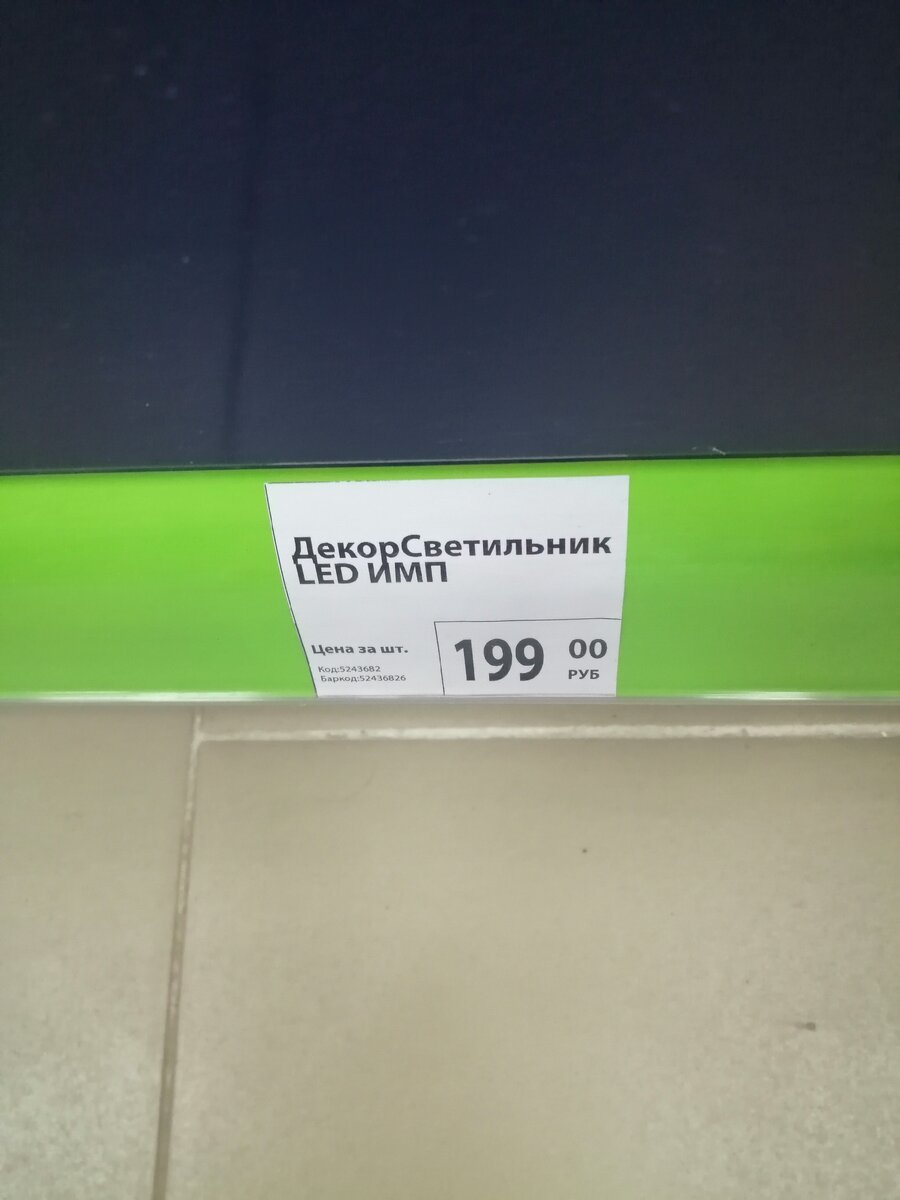 ДекорСветильник
LED ИМП
Цена за шт.
Код:5243682
Баркод:52436826
199 00
РУБ